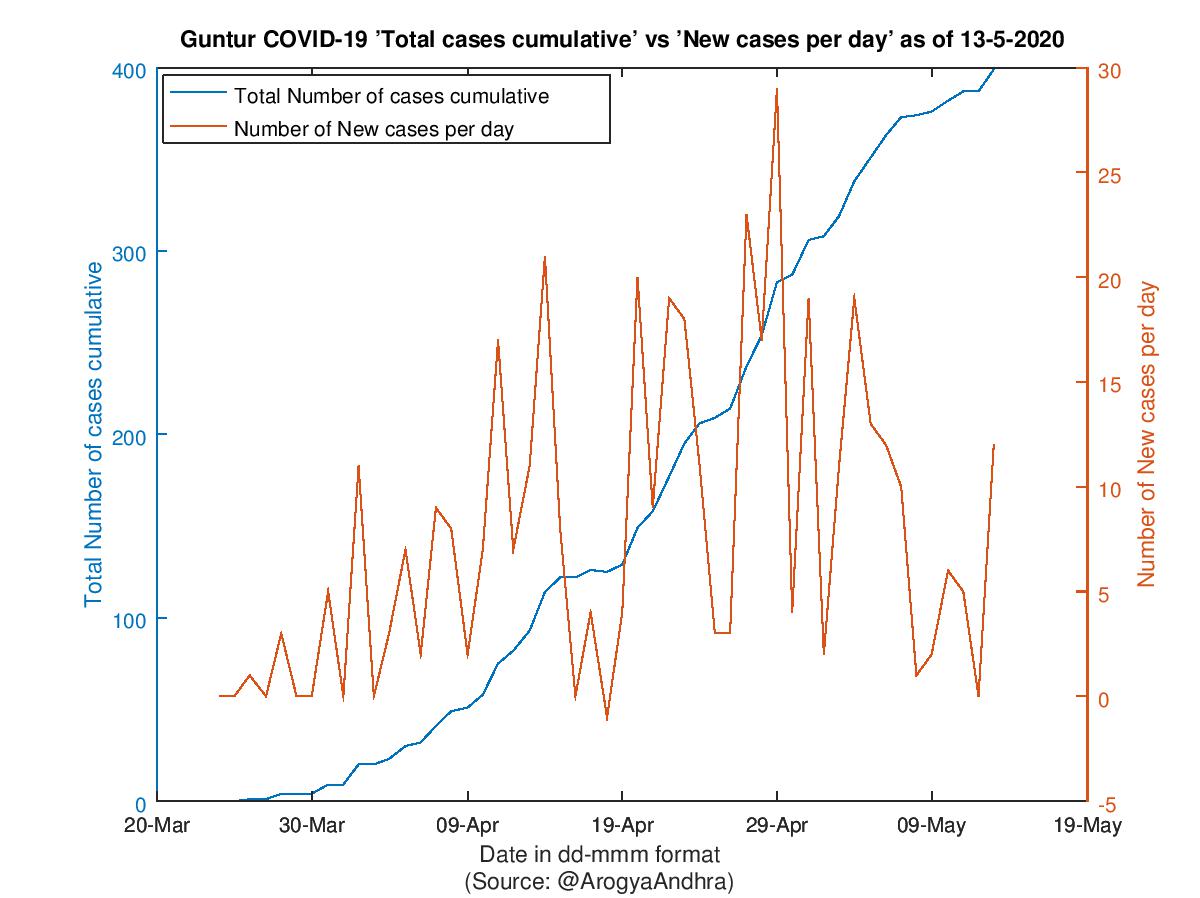 Guntur COVID-19 ’Total cases cumulative’ vs ’New cases per day’ as of 13-5-2020
Total Number of cases cumulative
Number of New cases per day
400
300
200
100
0
Total Number of cases cumulative
30
25
20
15
10
5
0
-5
Number of New cases per day
20-Mar 30-Mar 09-Apr 19-Apr 29-Apr 09-May 19-May
Date in dd-mmm format
(Source: @ArogyaAndhra)